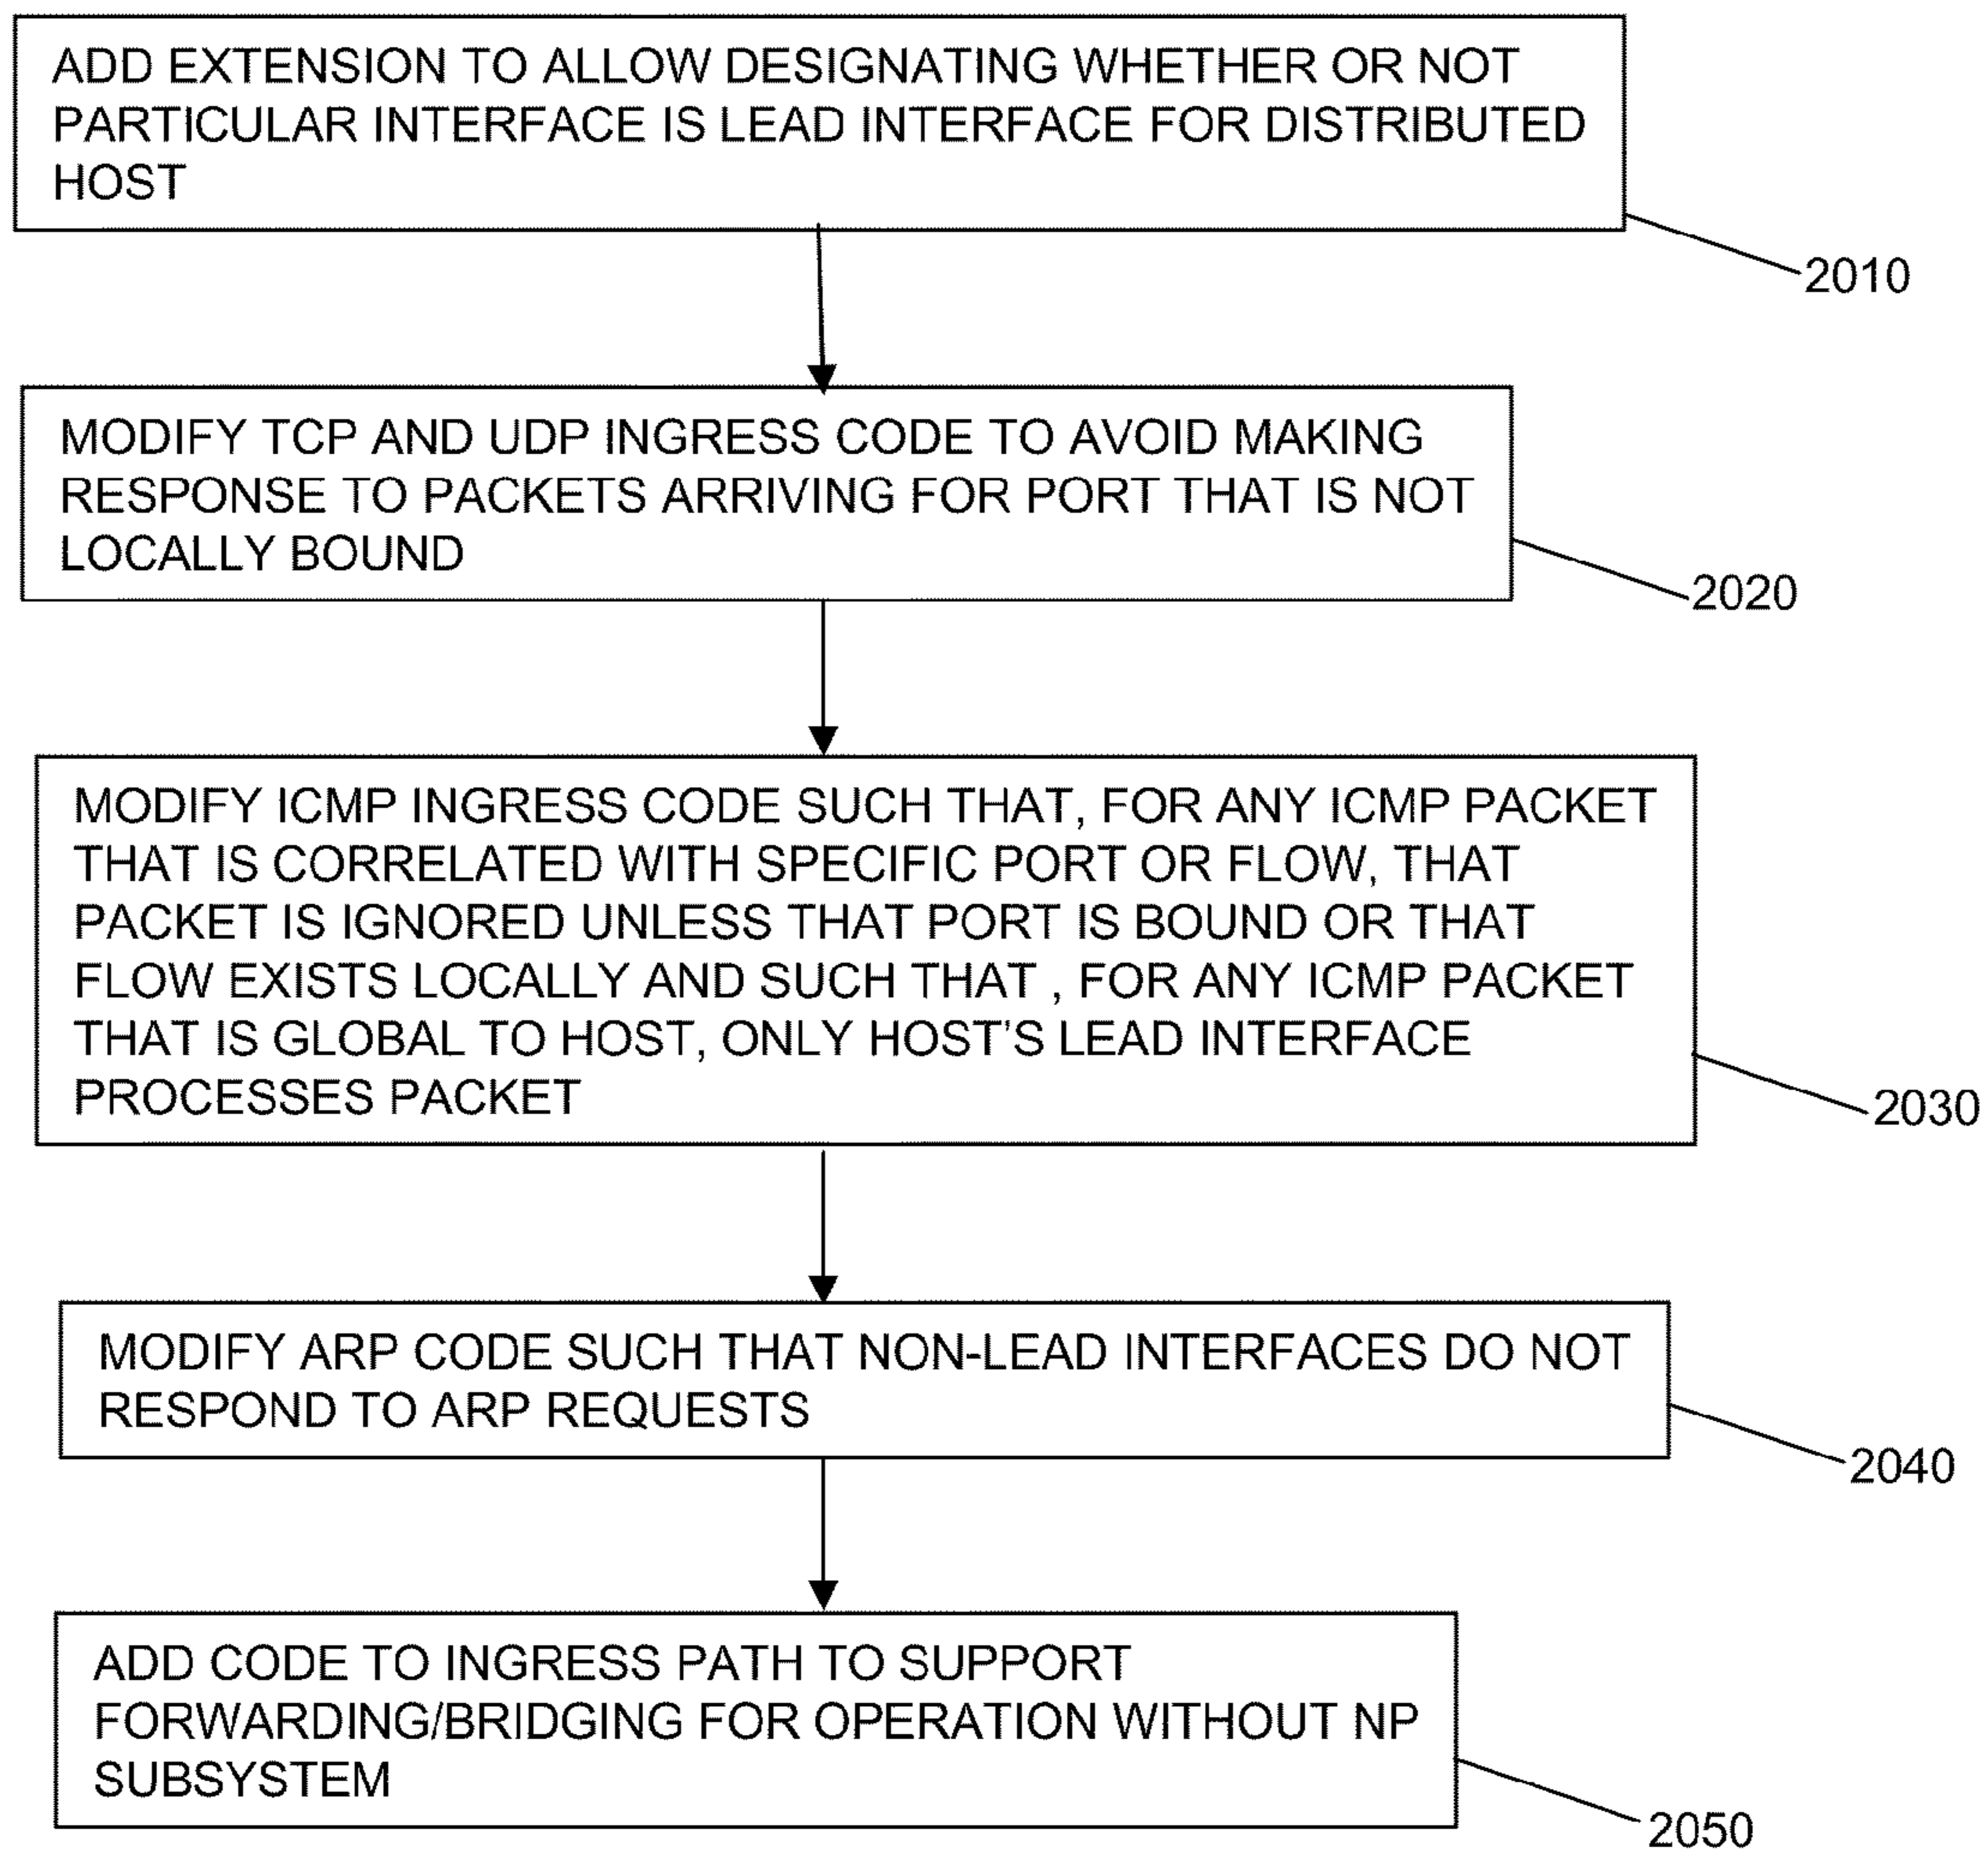 ADD EXTENSION TO ALLOW DESIGNATING WHETHER OR NOT
PARTICULAR INTERFACE IS LEAD INTERFACE FOR DISTRIBUTED
HOST
2010
MODIFY TCP AND UDP INGRESS CODE TO AVOID MAKING
RESPONSE TO PACKETS ARRIVING FOR PORT THAT IS NOT
LOCALLY BOUND
2020
MODIFY ICMP INGRESS CODE SUCH THAT, FOR ANY ICMP PACKET
THAT IS CORRELATED WITH SPECIFIC PORT OR FLOW, THAT
PACKET IS IGNORED UNLESS THAT PORT IS BOUND OR THAT
FLOW EXISTS LOCALLY AND SUCH THAT , FOR ANY ICMP PACKET
THAT IS GLOBAL TO HOST, ONLY HOST'S LEAD INTERFACE
PROCESSES PACKET
2030
MODIFY ARP CODE SUCH THAT NON-LEAD INTERFACES DO NOT
RESPOND TO ARP REQUESTS
2040
ADD CODE TO INGRESS PATH TO SUPPORT
FORWARDING/BRIDGING FOR OPERATION WITHOUT NP
SUBSYSTEM
2050